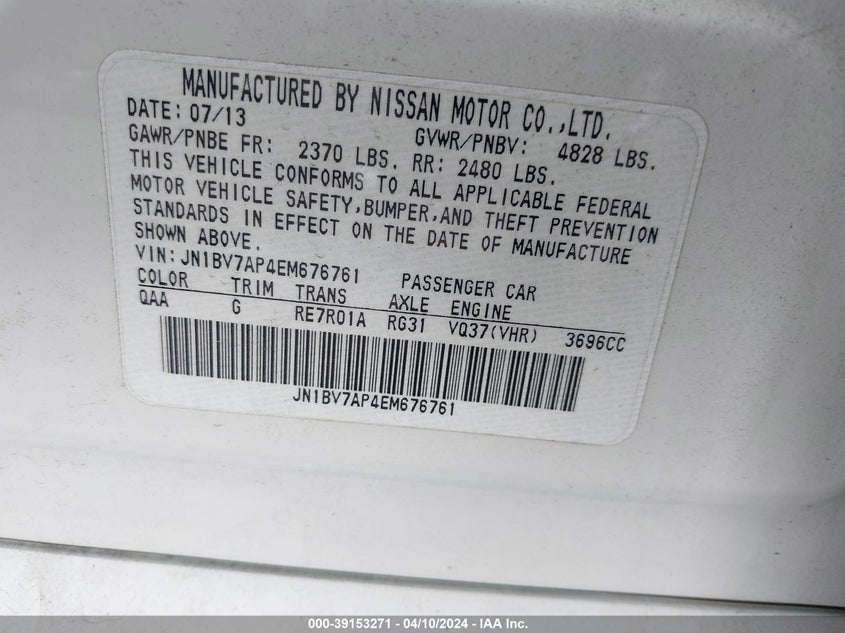 MANUFACTURED BY NISSAN MOTOR CO.,LTD.
DATE: 07/13 GVWR/PNBV: 4828 LBS.
GAWR/PNBE FR: 2370 LBS. RR: 2480 LBS.
THIS VEHICLE CONFORMS TO ALL APPLICABLE FEDERAL
MOTOR VEHICLE SAFETY,BUMPER,AND THEFT PREVENTION
STANDARDS IN EFFECT ON THE DATE OF MANUFACTURE
SHOWN ABOVE.
VIN:JN1BV7AP4EM676761 PASSENGER CAR
COLOR TRIM TRANS AXLE ENGINE
QAA G RE7R01A RG31 VQ37(VHR) 3696CC
JN1BV7AP4EM676761
000-39153271 - 04/10/2024 - IAA Inc.